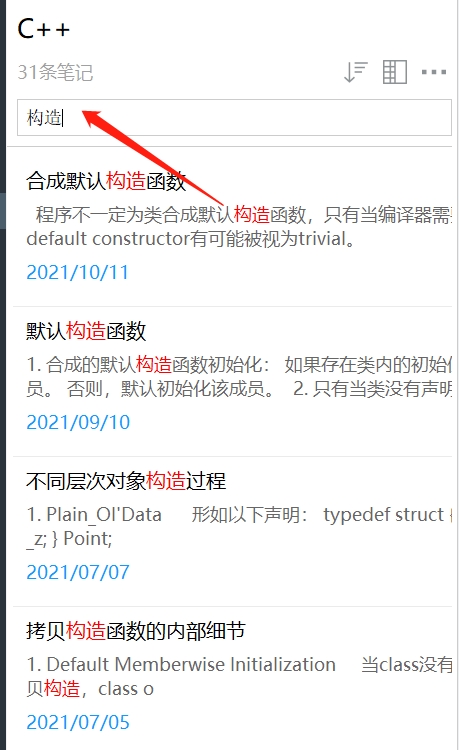 C++
31条笔记
构造
合成默认构造函数
程序不一定为类合成默认构造函数，只有当编译器需
default constructor有可能被视为trivial。
2021/10/11
默认构造函数
1. 合成的默认构造函数初始化： 如果存在类内的初始
员。 否则，默认初始化该成员。 2. 只有当类没有声明
2021/09/10
不同层次对象构造过程
1. Plain_Ol'Data 形如以下声明： typedef struct {
_z; } Point;
2021/07/07
拷贝构造函数的内部细节
1. Default Memberwise Initialization 当class没有
贝构造，class o
2021/07/05